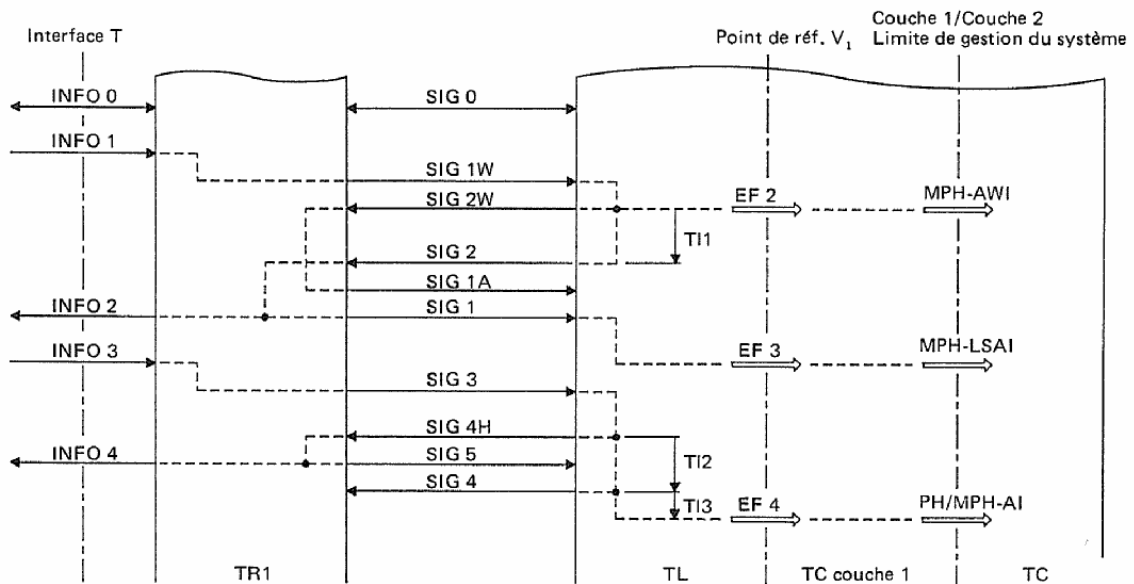 Interface T
Point de réf. V1
Couche 1/Couche 2
Limite de gestion du système
INFO 0
SIG 0
INFO 1
SIG 1W
SIG 2W
EF 2
MPH-AWI
TI1
SIG 2
SIG 1A
INFO 2
SIG 1
EF 3
MPH-LSAI
INFO 3
SIG 3
SIG 4H
INFO 4
SIG 5
TI2
SIG 4
TI3
EF 4
PH/MPH-AI
TR1
TL
TC couche 1
TC